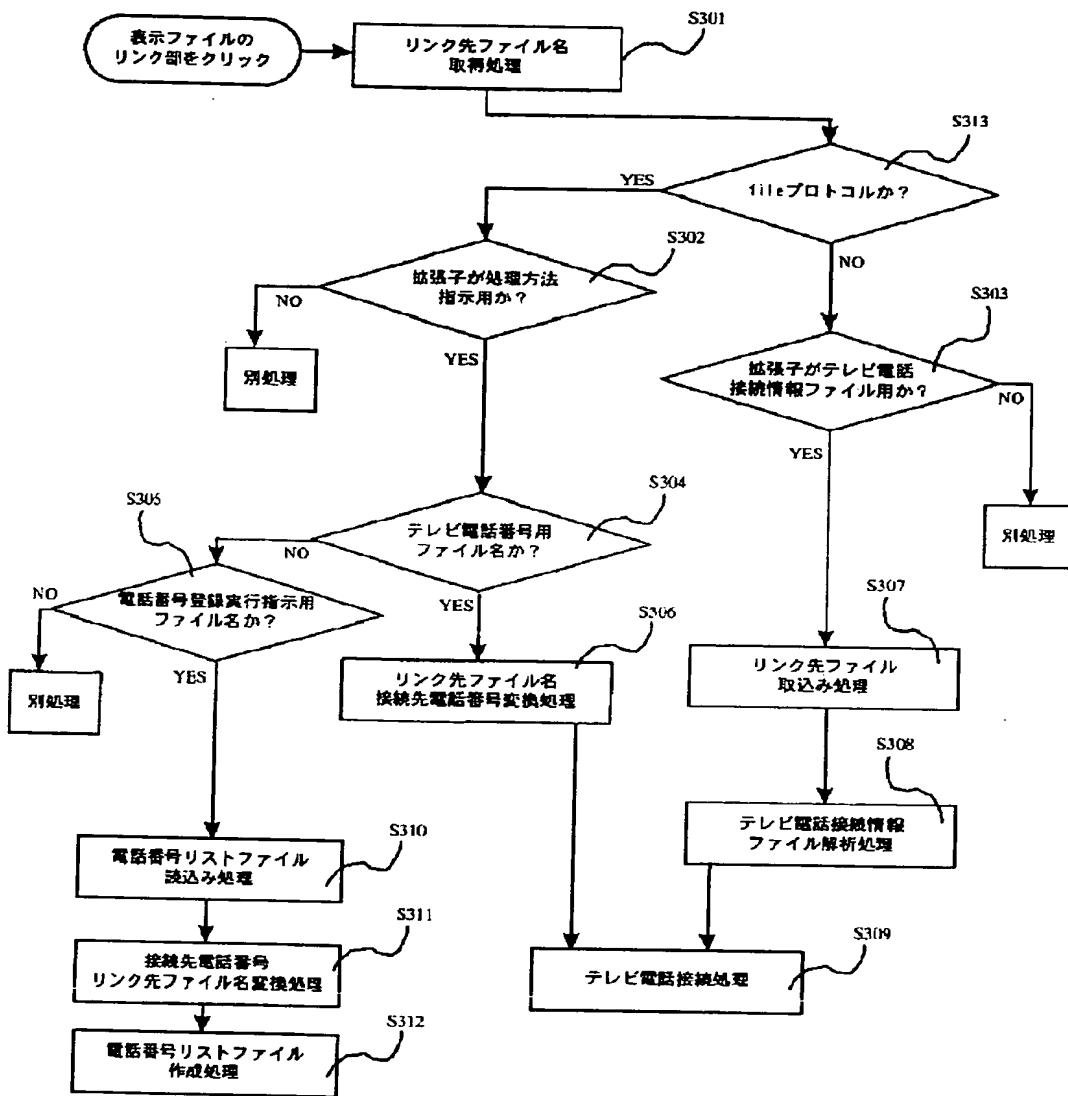 表示ファイルの
リンク部をクリック
リンク先ファイル名
取得処理
S301
S313
fileプロトコルか？
YES
NO
S302
拡張子が処理方法
指示用か？
NO
YES
別処理
S303
拡張子がテレビ電話
接続情報ファイル用か？
NO
YES
別処理
S304
テレビ電話番号用
ファイル名か？
NO
YES
S305
電話番号登録実行指示用
ファイル名か？
NO
YES
別処理
S306
リンク先ファイル名
接続先電話番号変換処理
S307
リンク先ファイル
取込み処理
S308
テレビ電話接続情報
ファイル解析処理
S310
電話番号リストファイル
読込み処理
S311
接続先電話番号
リンク先ファイル名変換処理
S309
テレビ電話接続処理
S312
電話番号リストファイル
作成処理